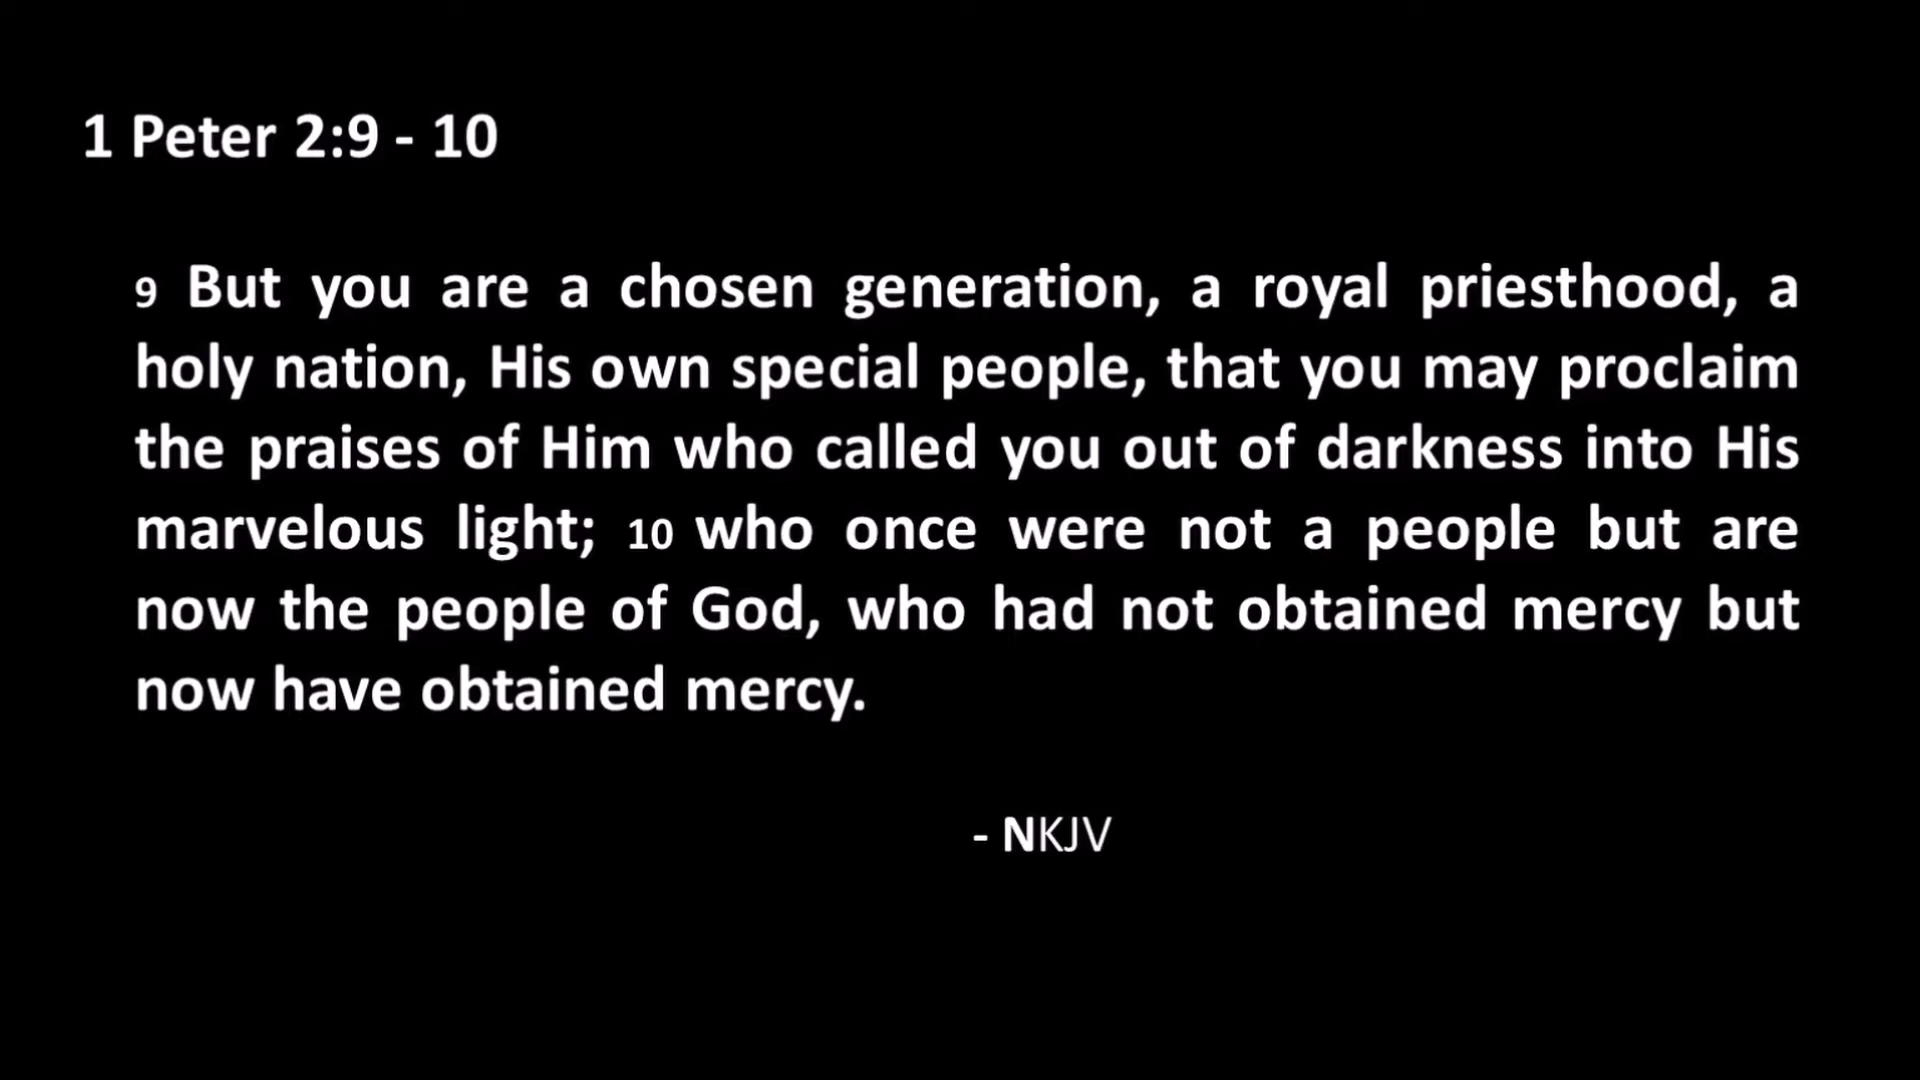 1 Peter 2:9 - 10
9 But you are a chosen generation, a royal priesthood, a
holy nation, His own special people, that you may proclaim
the praises of Him who called you out of darkness into His
marvelous light; 10 who once were not a people but are
now the people of God, who had not obtained mercy but
now have obtained mercy.
- NKJV